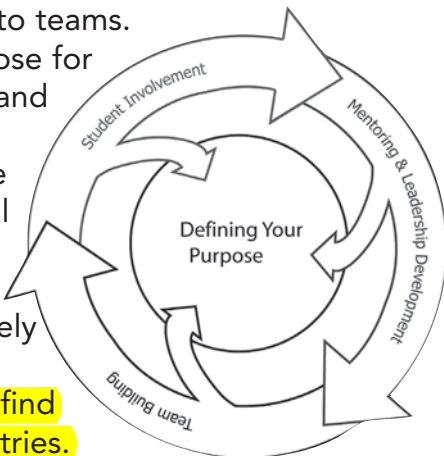 to teams.
ose for
and
e
l
ely
find
tries.
Student Involvement
Mentoring & Leadership Development
Team Building
Defining Your
Purpose